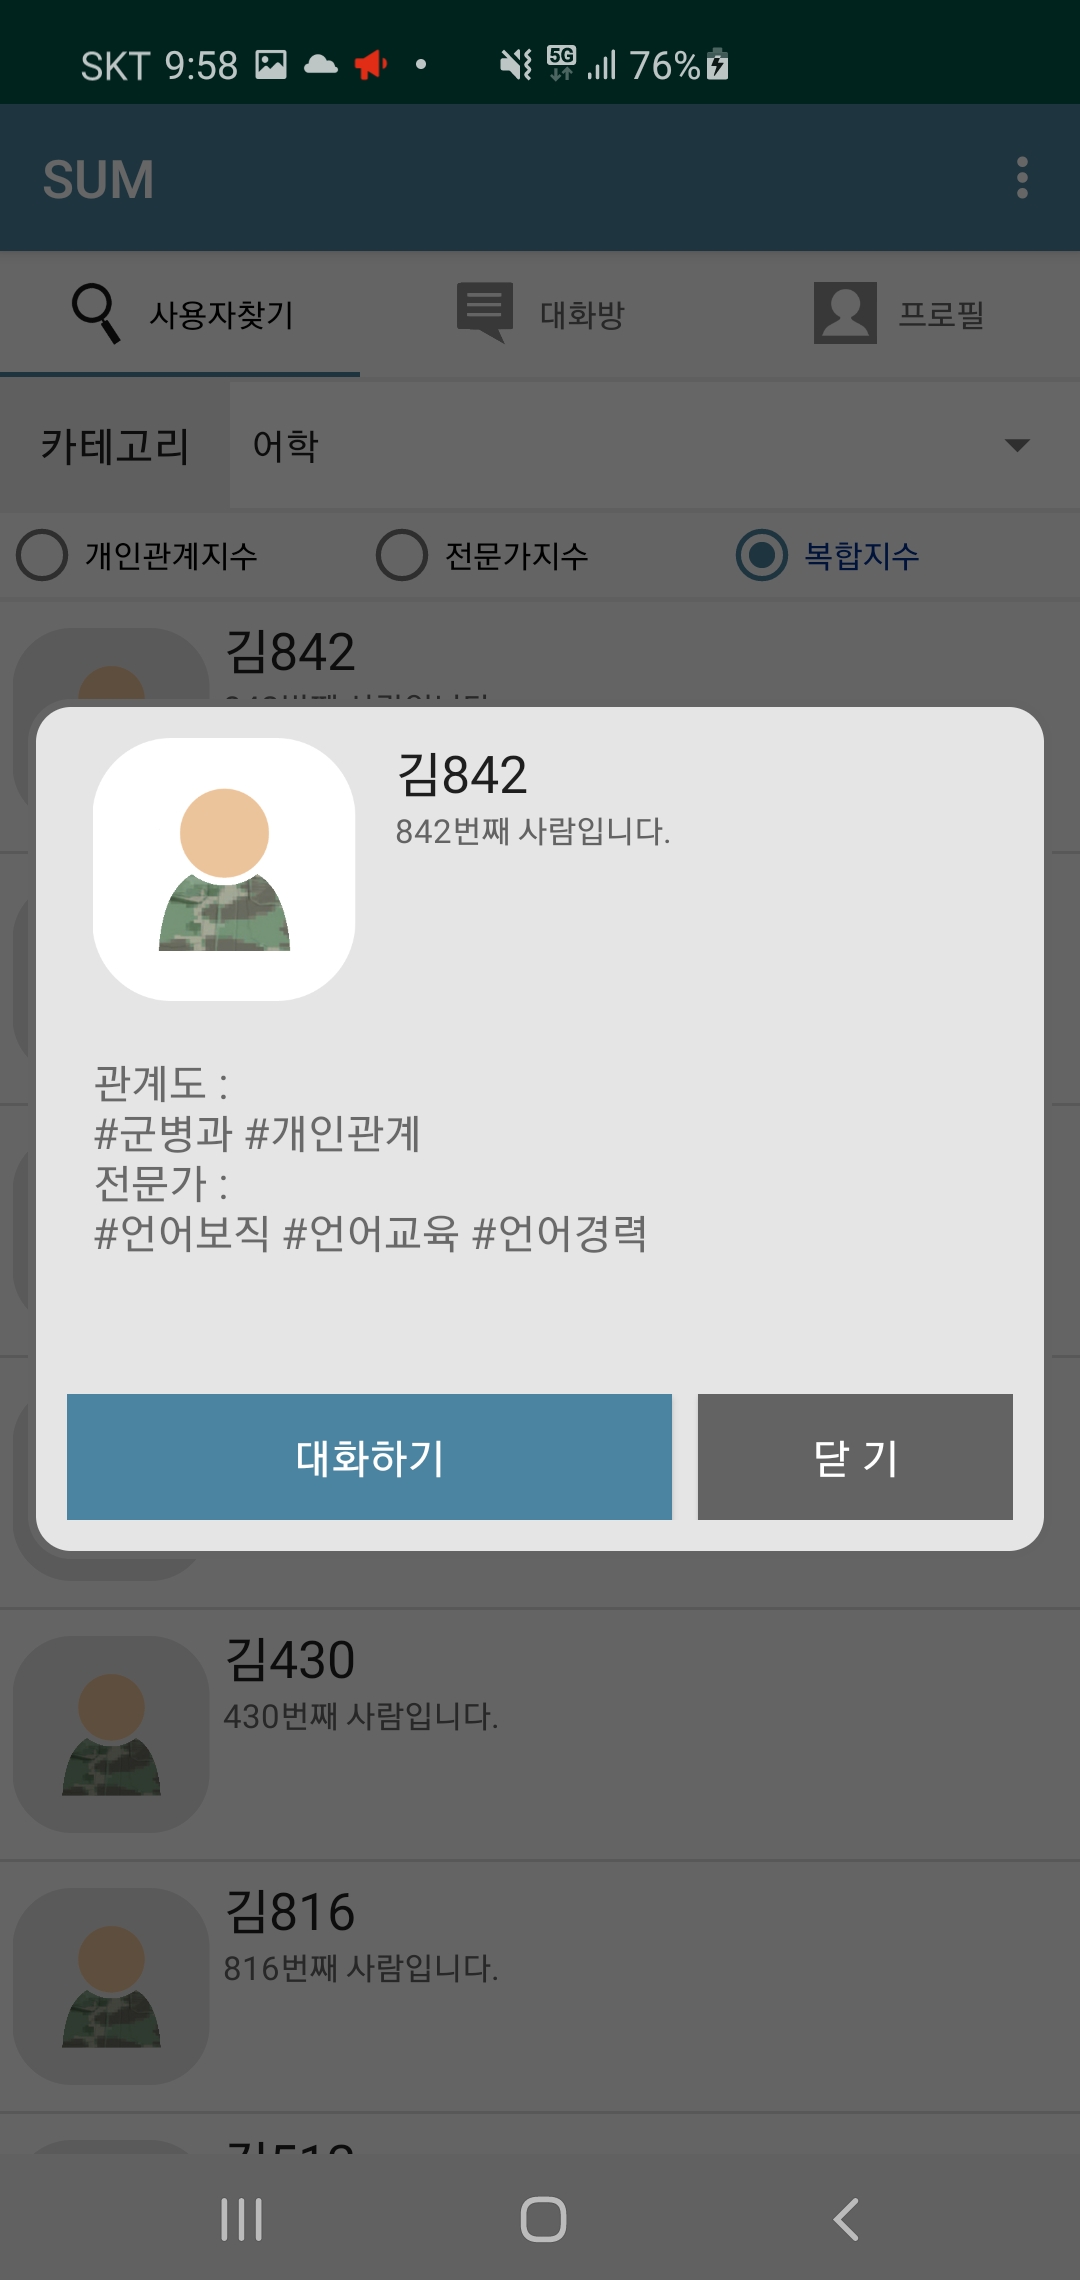 SKT 9:58 5G 76%
SUM
사용자찾기 대화방 프로필
카테고리 어학
개인관계지수 전문가지수 복합지수
김842
김842
842번째 사람입니다.
관계도 :
#군병과 #개인관계
전문가 :
#언어보직 #언어교육 #언어경력
대화하기 닫 기
김430
430번째 사람입니다.
김816
816번째 사람입니다.